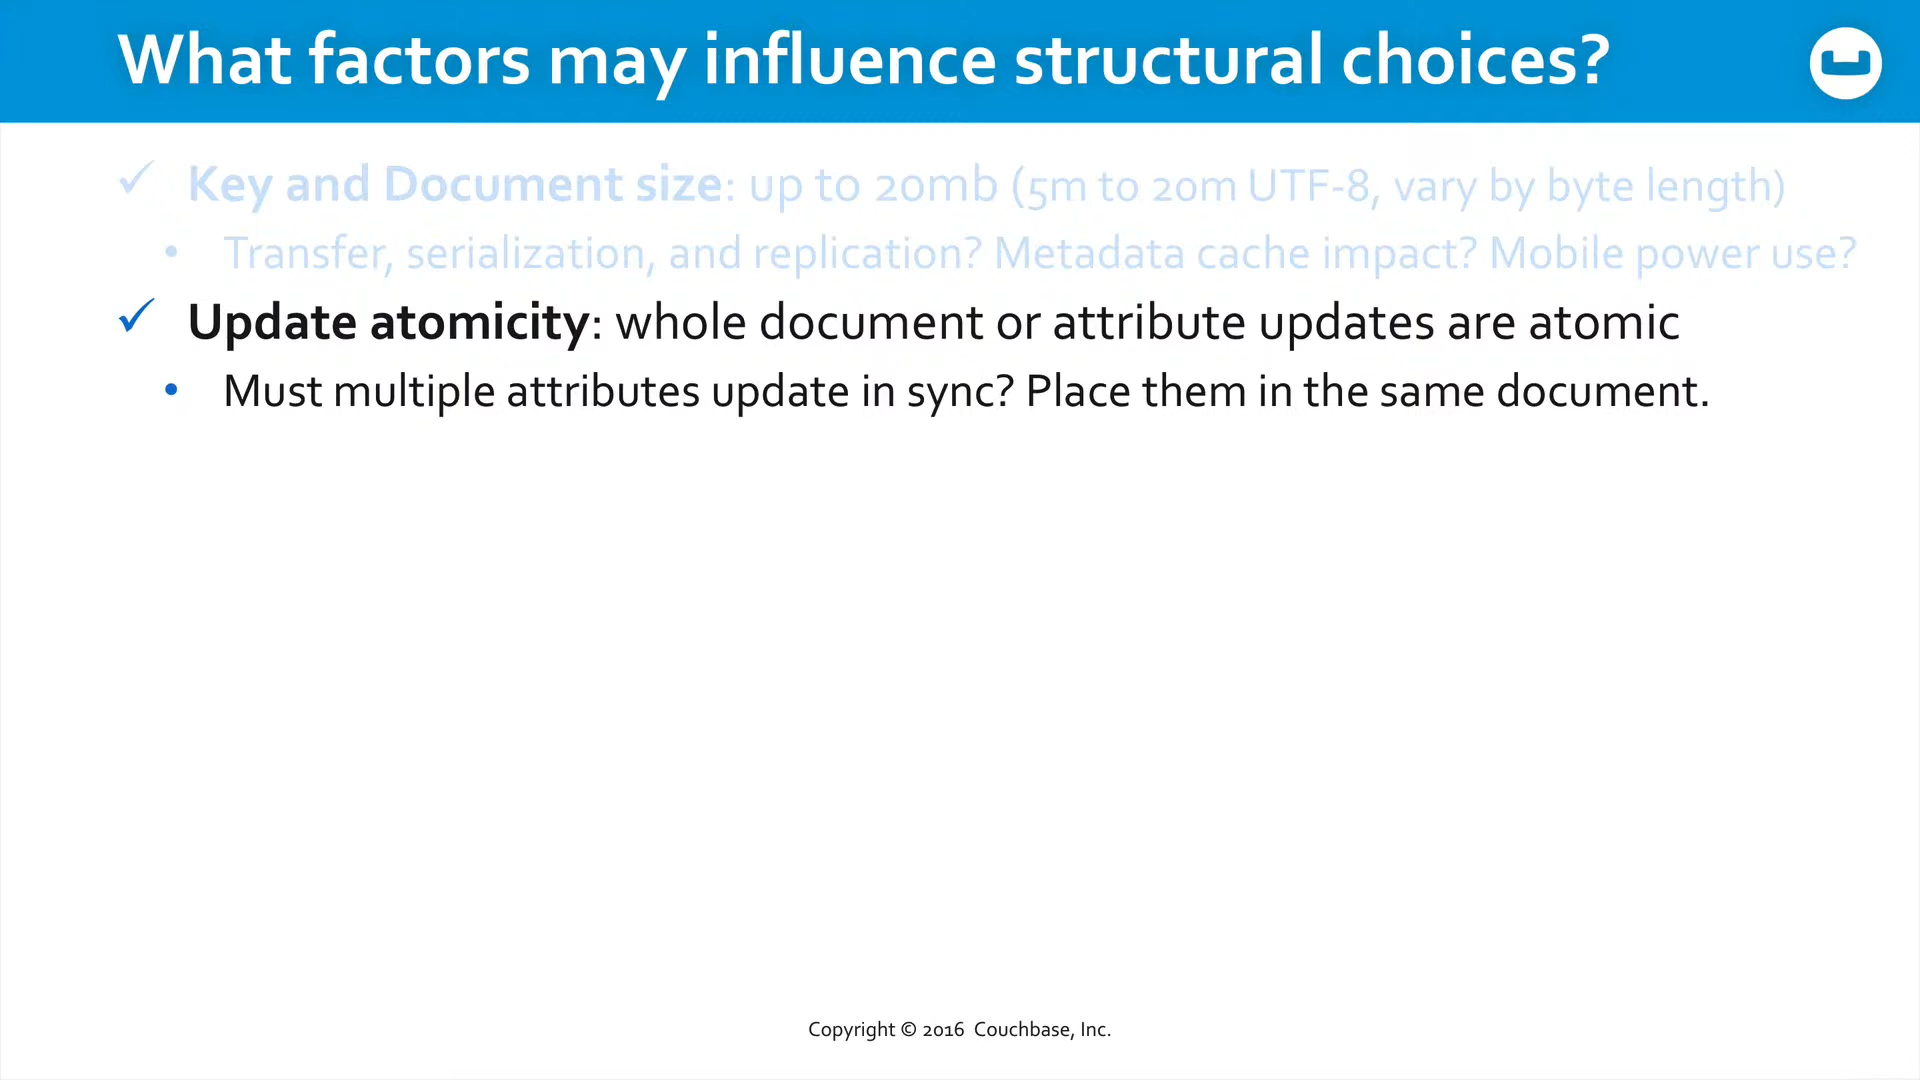 What factors may influence structural choices?
✓ Key and Document size: up to 20mb (5m to 20m UTF-8, vary by byte length)
• Transfer, serialization, and replication? Metadata cache impact? Mobile power use?
✓ Update atomicity: whole document or attribute updates are atomic
• Must multiple attributes update in sync? Place them in the same document.
Copyright © 2016 Couchbase, Inc.